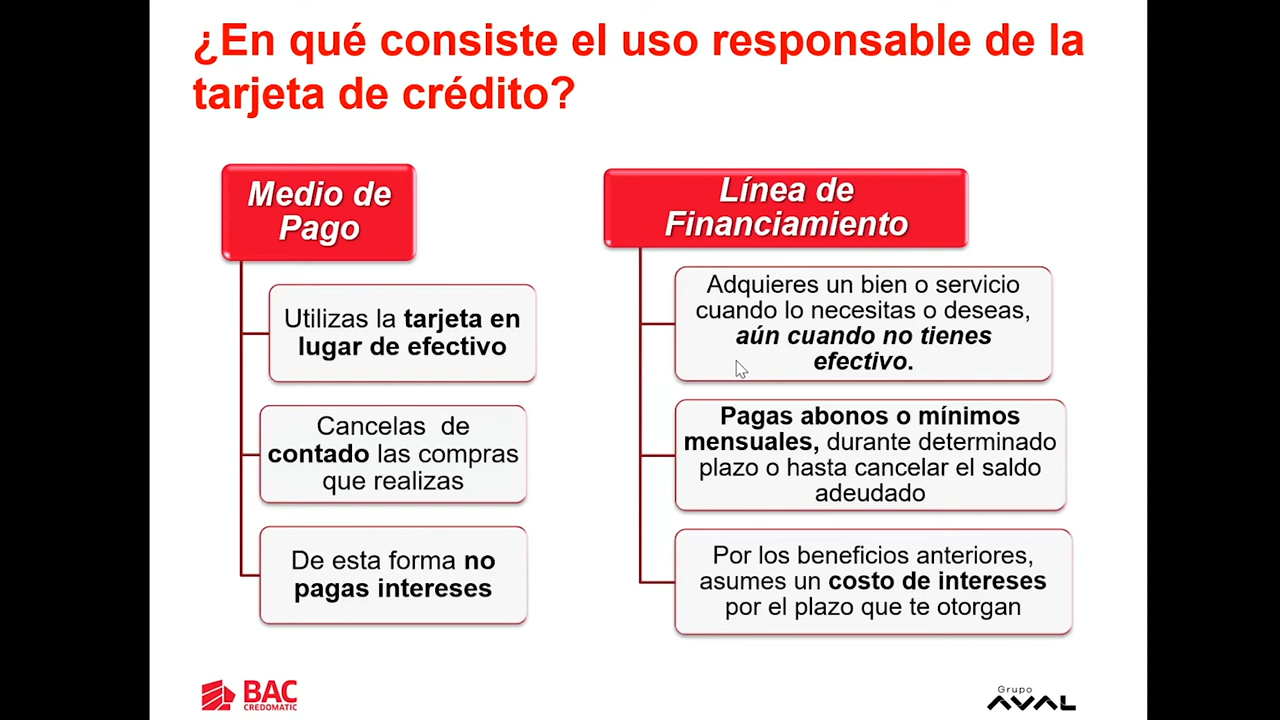 ¿En qué consiste el uso responsable de la
tarjeta de crédito?
Medio de
Pago
Utilizas la tarjeta en
lugar de efectivo
Cancelas de
contado las compras
que realizas
De esta forma no
pagas intereses
Línea de
Financiamiento
Adquieres un bien o servicio
cuando lo necesitas o deseas,
aún cuando no tienes
efectivo.
Pagas abonos o mínimos
mensuales, durante determinado
plazo o hasta cancelar el saldo
adeudado
Por los beneficios anteriores,
asumes un costo de intereses
por el plazo que te otorgan
BAC
CREDOMATIC
Grupo
AVAL